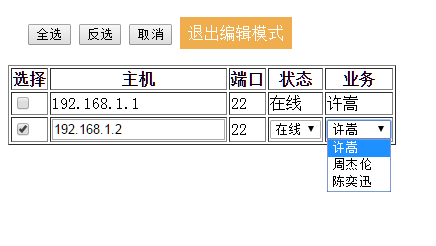 全选 反选 取消 退出编辑模式
选择 主机 端口 状态 业务
192.168.1.1 22 在线 许嵩
192.168.1.2 22 在线 许嵩
许嵩
周杰伦
陈奕迅